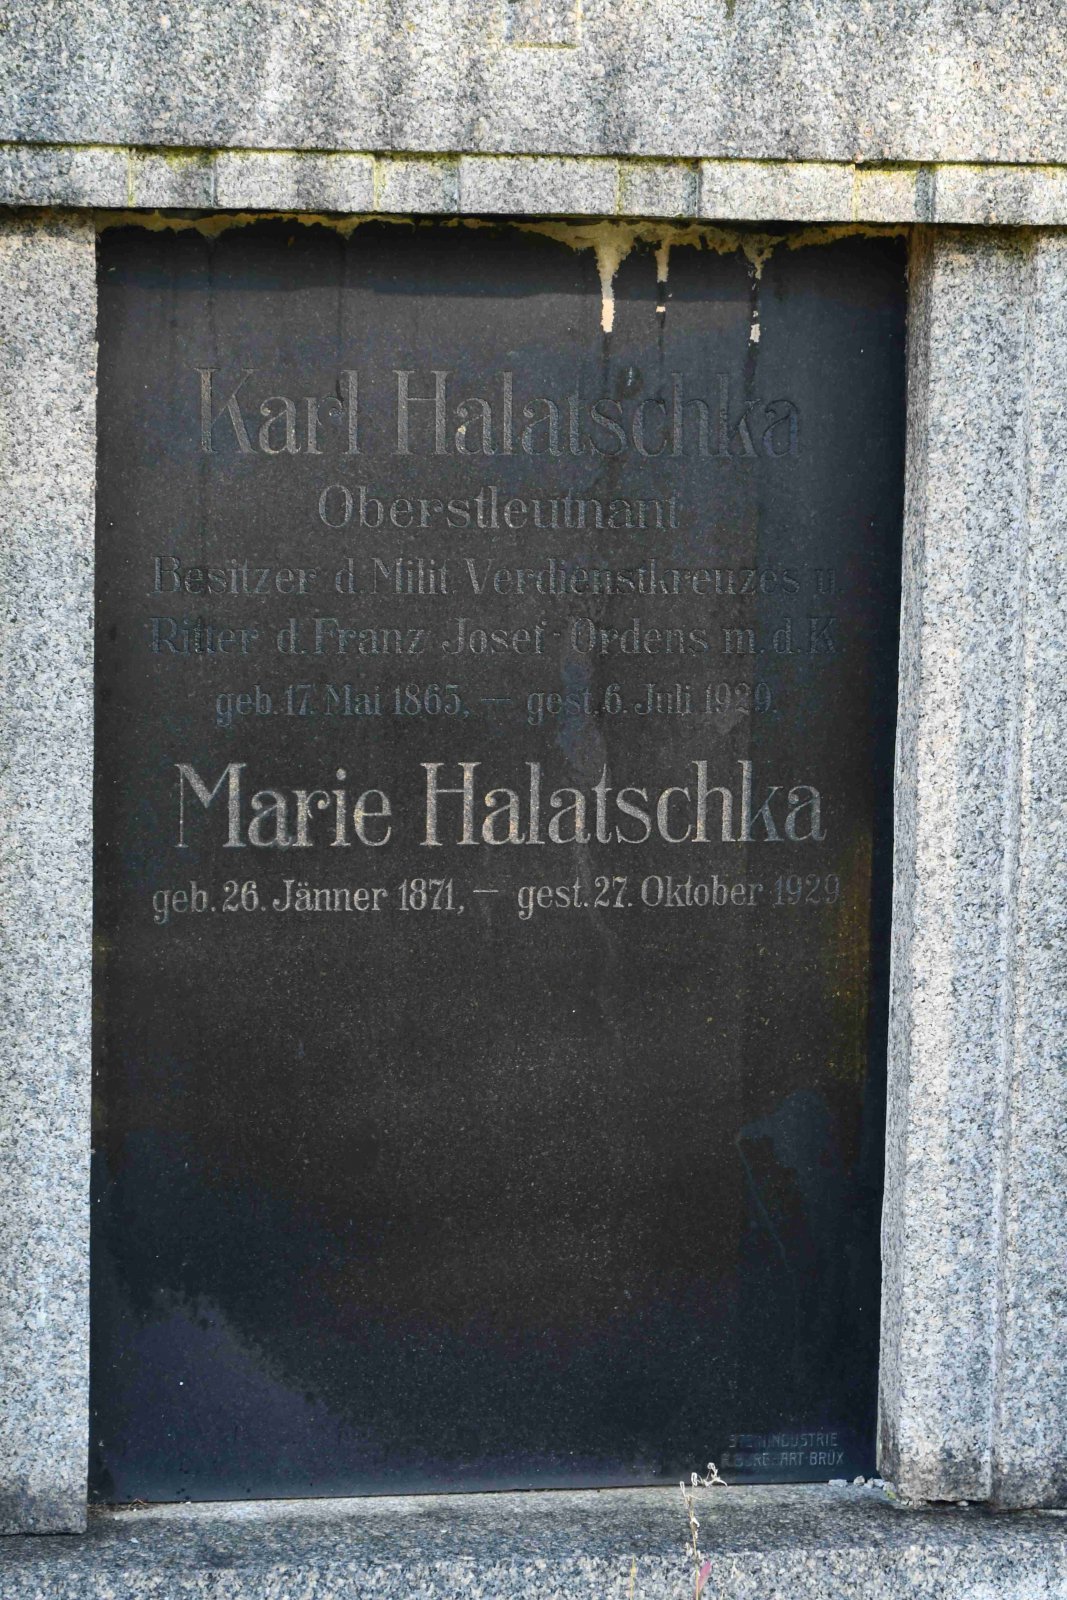 Karl Halatschka
Oberstleutnant
Besitzer d. Milit. Verdienstkreuzes u.
Ritter d. Franz Josef-Ordens m. d. K.
geb. 17. Mai 1865, — gest. 6. Juli 1929.
Marie Halatschka
geb. 26. Jänner 1871, — gest. 27. Oktober 1929.
STEININDUSTRIE
BRÜX